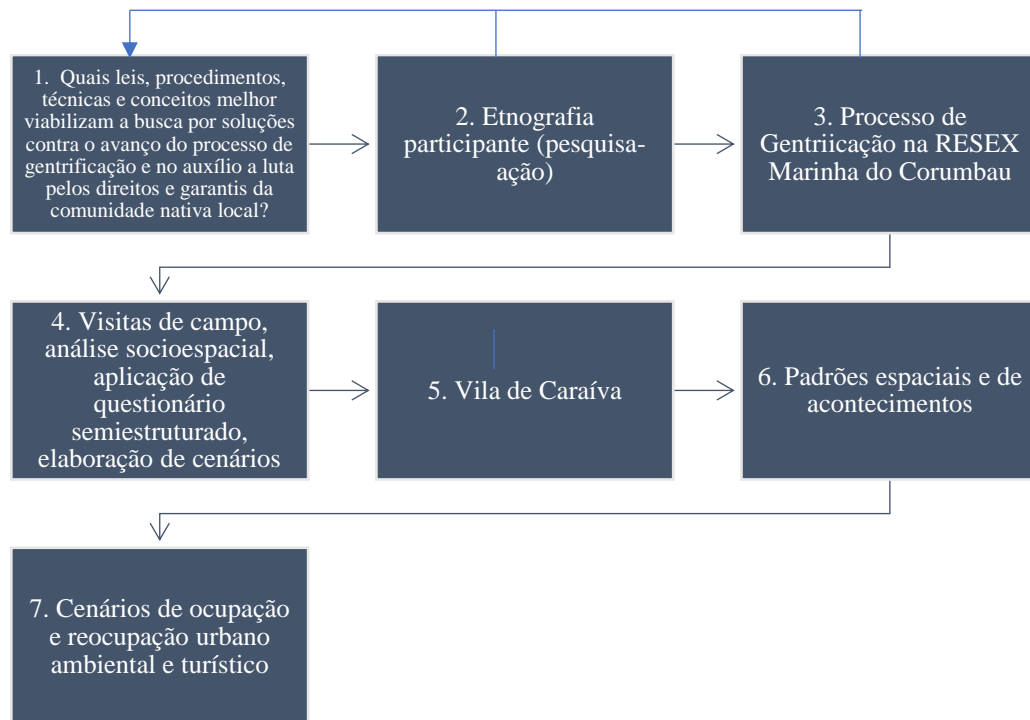 1. Quais leis, procedimentos,
técnicas e conceitos melhor
viabilizam a busca por soluções
contra o avanço do processo de
gentrificação e no auxílio a luta
pelos direitos e garantis da
comunidade nativa local?
2. Etnografia
participante (pesquisa-
ação)
3. Processo de
Gentriicação na RESEX
Marinha do Corumbau
4. Visitas de campo,
análise socioespacial,
aplicação de
questionário
semiestruturado,
elaboração de cenários
5. Vila de Caraíva
6. Padrões espaciais e de
acontecimentos
7. Cenários de ocupação
e reocupação urbano
ambiental e turístico